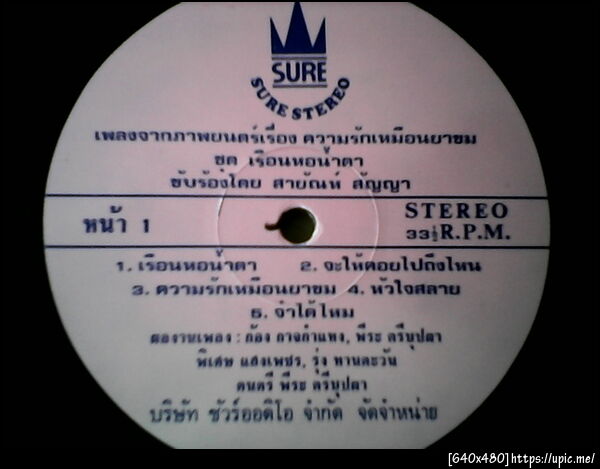 SURE
SURE STEREO
เพลงจากภาพยนตร์เรื่อง ความรักเหมือนยาขม
ชุด เรือนหอน้ำตา
ขับร้องโดย สายัณห์ สัญญา
หน้า 1
STEREO
33⅓R.P.M.
1. เรือนหอน้ำตา 2. จะให้คอยไปถึงไหน
3. ความรักเหมือนยาขม 4. หัวใจสลาย
5. จำได้ไหม
ผลงานเพลง : ก้อง กาจกำแหง, พีระ ตรีบุปผา
พิเศษ แสงเพชร, รุ่ง ทานตะวัน
ดนตรี พีระ ตรีบุปผา
บริษัท ชัวร์ออดิโอ จำกัด จัดจำหน่าย
[640x480]https://upic.me/